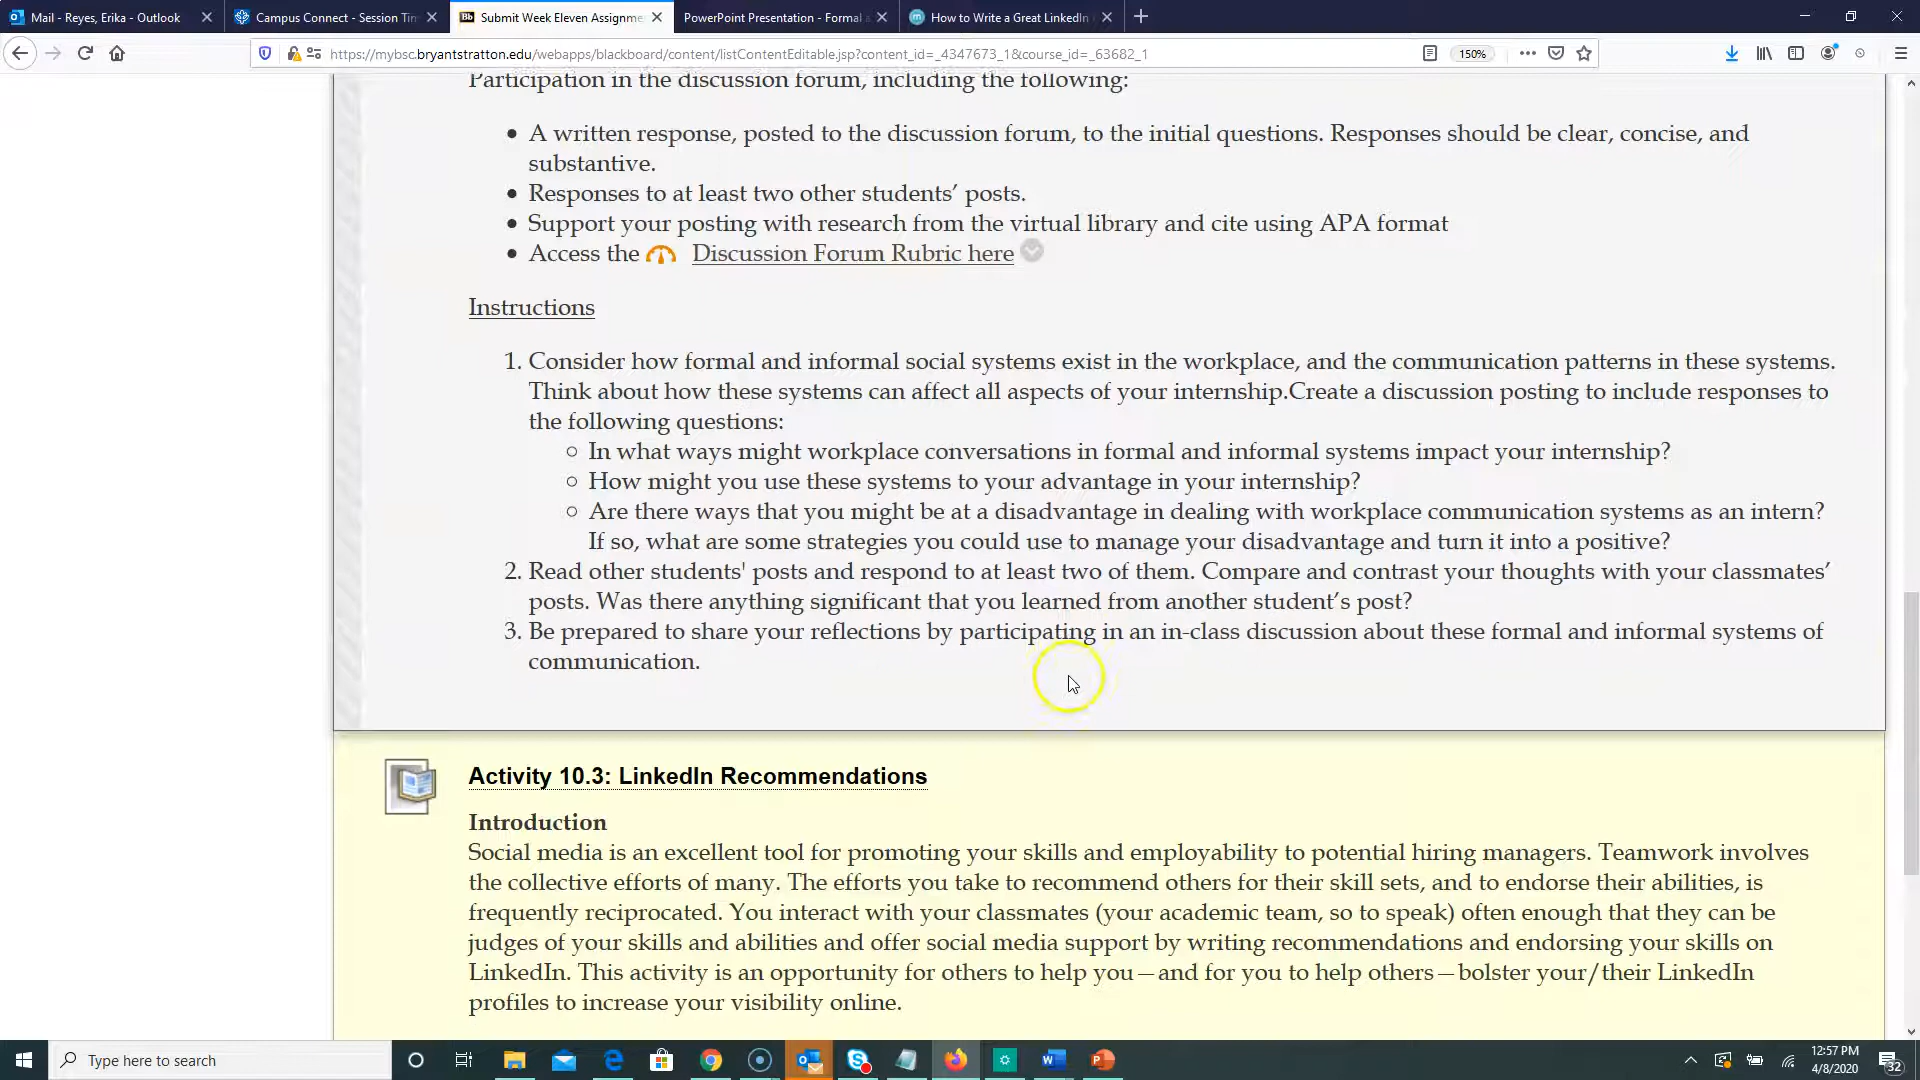 Mail - Reyes, Erika - Outlook
Campus Connect - Session Tim
Submit Week Eleven Assignme
PowerPoint Presentation - Formal a
How to Write a Great LinkedIn
https://mybsc.bryantstratton.edu/webapps/blackboard/content/listContentEditable.jsp?content_id=_4347673_1&course_id=_63682_1
150%
Participation in the discussion forum, including the following:
• A written response, posted to the discussion forum, to the initial questions. Responses should be clear, concise, and
substantive.
• Responses to at least two other students’ posts.
• Support your posting with research from the virtual library and cite using APA format
• Access the Discussion Forum Rubric here
Instructions
1. Consider how formal and informal social systems exist in the workplace, and the communication patterns in these systems.
Think about how these systems can affect all aspects of your internship.Create a discussion posting to include responses to
the following questions:
○ In what ways might workplace conversations in formal and informal systems impact your internship?
○ How might you use these systems to your advantage in your internship?
○ Are there ways that you might be at a disadvantage in dealing with workplace communication systems as an intern?
If so, what are some strategies you could use to manage your disadvantage and turn it into a positive?
2. Read other students' posts and respond to at least two of them. Compare and contrast your thoughts with your classmates’
posts. Was there anything significant that you learned from another student’s post?
3. Be prepared to share your reflections by participating in an in-class discussion about these formal and informal systems of
communication.
Activity 10.3: LinkedIn Recommendations
Introduction
Social media is an excellent tool for promoting your skills and employability to potential hiring managers. Teamwork involves
the collective efforts of many. The efforts you take to recommend others for their skill sets, and to endorse their abilities, is
frequently reciprocated. You interact with your classmates (your academic team, so to speak) often enough that they can be
judges of your skills and abilities and offer social media support by writing recommendations and endorsing your skills on
LinkedIn. This activity is an opportunity for others to help you—and for you to help others—bolster your/their LinkedIn
profiles to increase your visibility online.
Type here to search
12:57 PM
4/8/2020
32